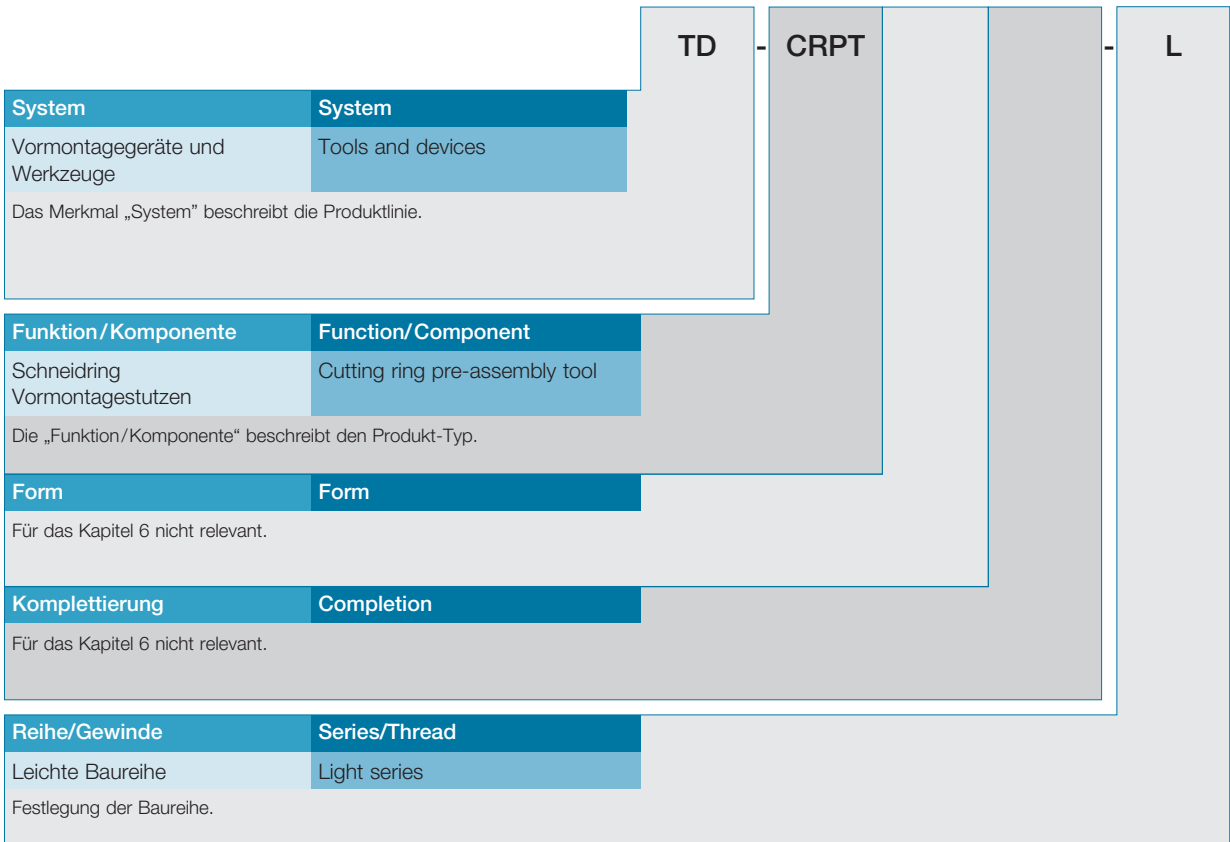 TD - CRPT - L
System System
Vormontagegeräte und Werkzeuge Tools and devices
Das Merkmal „System” beschreibt die Produktlinie.
Funktion/Komponente Function/Component
Schneidring Vormontagestutzen Cutting ring pre-assembly tool
Die „Funktion/Komponente“ beschreibt den Produkt-Typ.
Form Form
Für das Kapitel 6 nicht relevant.
Komplettierung Completion
Für das Kapitel 6 nicht relevant.
Reihe/Gewinde Series/Thread
Leichte Baureihe Light series
Festlegung der Baureihe.